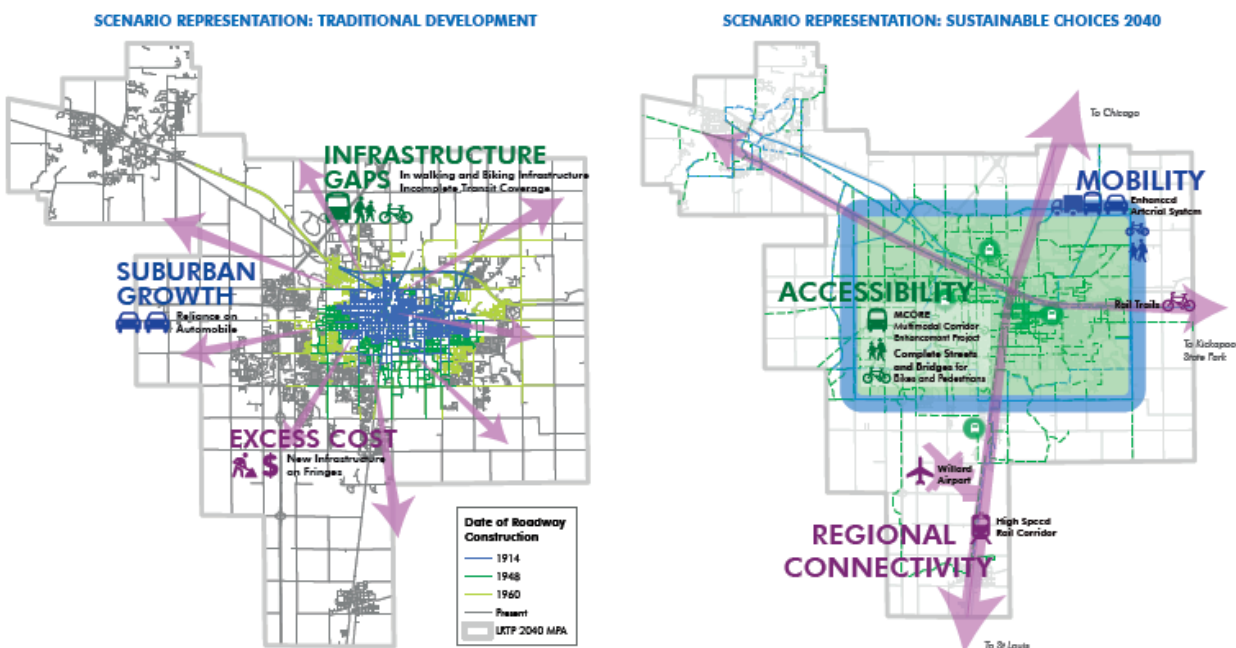 SCENARIO REPRESENTATION: TRADITIONAL DEVELOPMENT
INFRASTRUCTURE
GAPS
In walking and Biking Infrastructure
Incomplete Transit Coverage
SUBURBAN
GROWTH
Reliance on
Automobile
EXCESS COST
$
New Infrastructure
on Fringes
Date of Roadway
Construction
1914
1948
1960
Present
LRTP 2040 MPA
SCENARIO REPRESENTATION: SUSTAINABLE CHOICES 2040
To Chicago
MOBILITY
Enhanced
Arterial System
ACCESSIBILITY
MCORE
Multimodal Corridor
Enhancement Project
Complete Streets
and Bridges for
Bikes and Pedestrians
Rail Trails
To Kickapoo
State Park
Willard
Airport
High Speed
Rail Corridor
REGIONAL
CONNECTIVITY
To St Louis